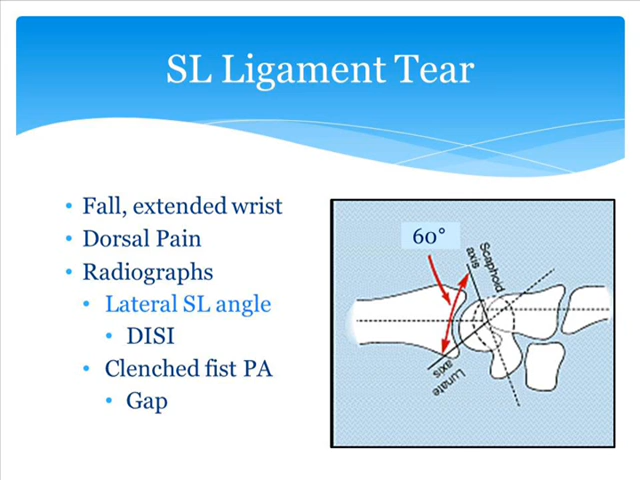 SL Ligament Tear
Fall, extended wrist
Dorsal Pain
Radiographs
Lateral SL angle
DISI
Clenched fist PA
Gap
60°
Scaphoid
axis
Lunate
axis